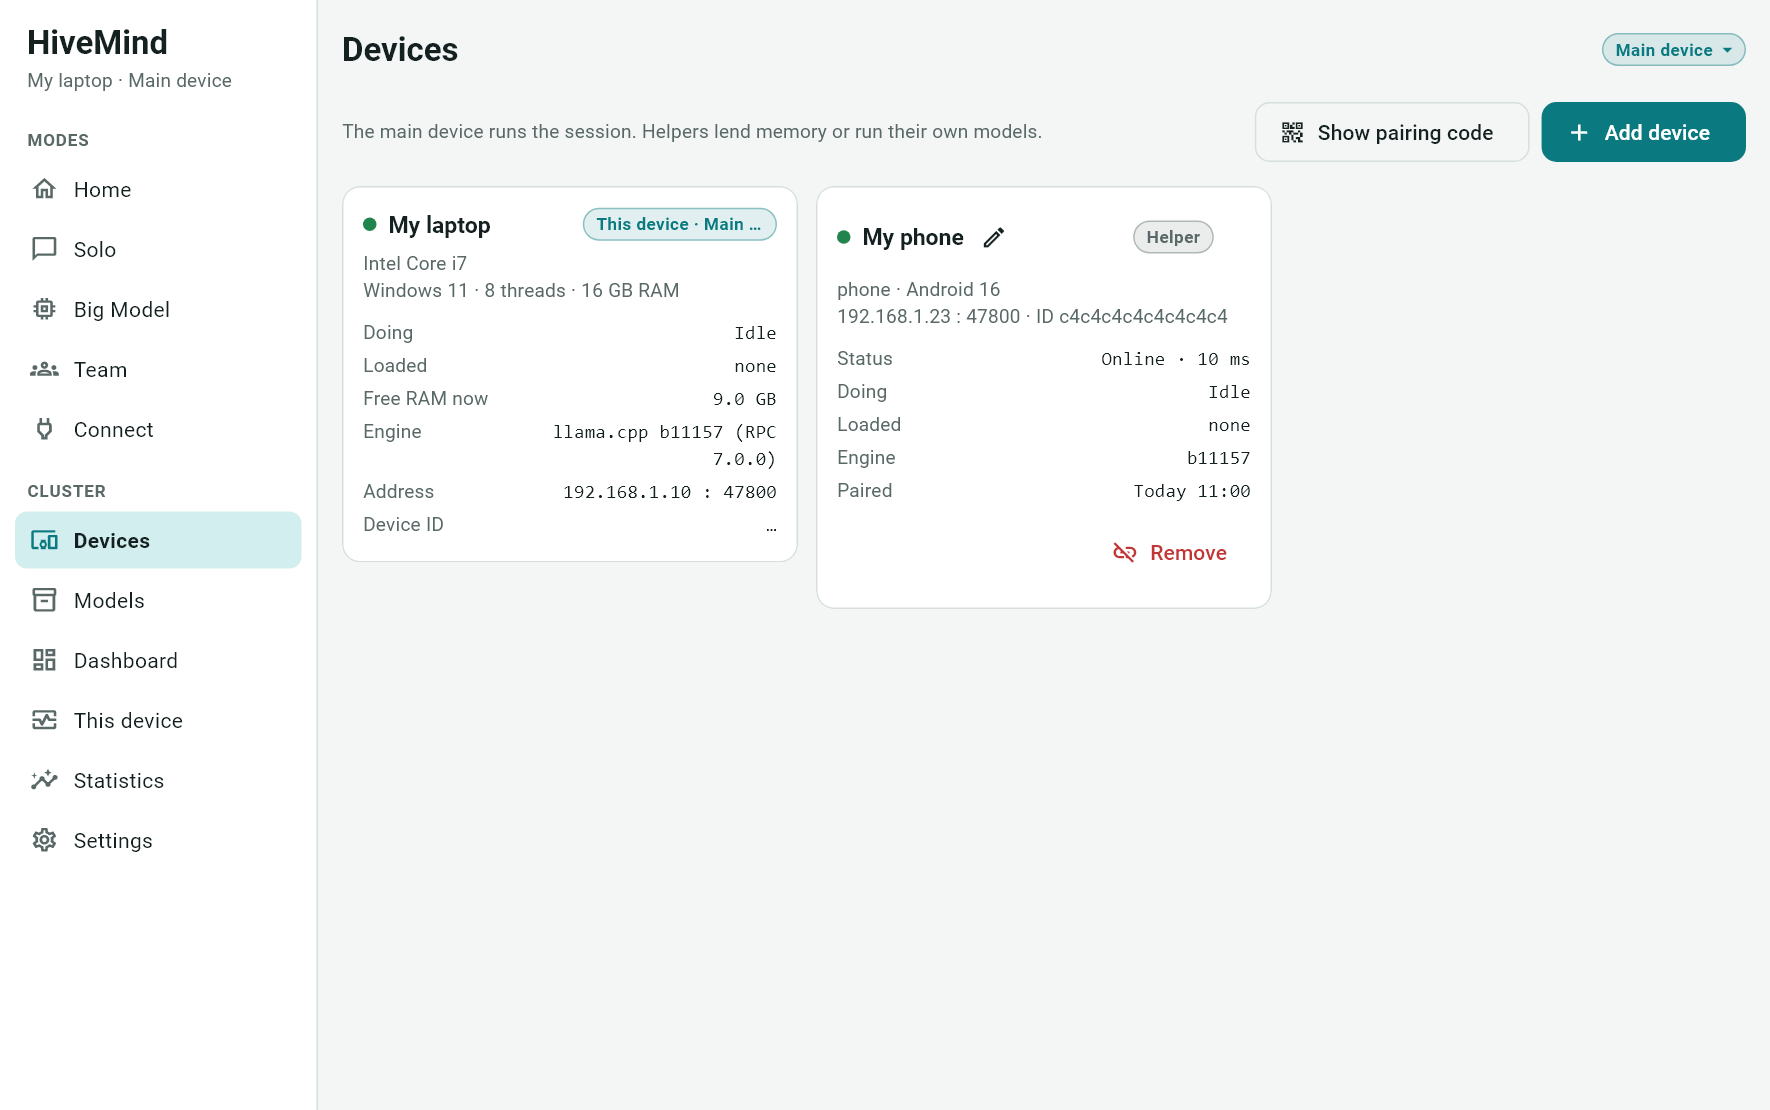 HiveMind
My laptop · Main device
MODES
Home
Solo
Big Model
Team
Connect
CLUSTER
Devices
Models
Dashboard
This device
Statistics
Settings
Devices
Main device
The main device runs the session. Helpers lend memory or run their own models.
Show pairing code
Add device
My laptop
This device · Main …
Intel Core i7
Windows 11 · 8 threads · 16 GB RAM
Doing Idle
Loaded none
Free RAM now 9.0 GB
Engine llama.cpp b11157 (RPC
7.0.0)
Address 192.168.1.10 : 47800
Device ID …
My phone
Helper
phone · Android 16
192.168.1.23 : 47800 · ID c4c4c4c4c4c4c4c4
Status Online · 10 ms
Doing Idle
Loaded none
Engine b11157
Paired Today 11:00
Remove